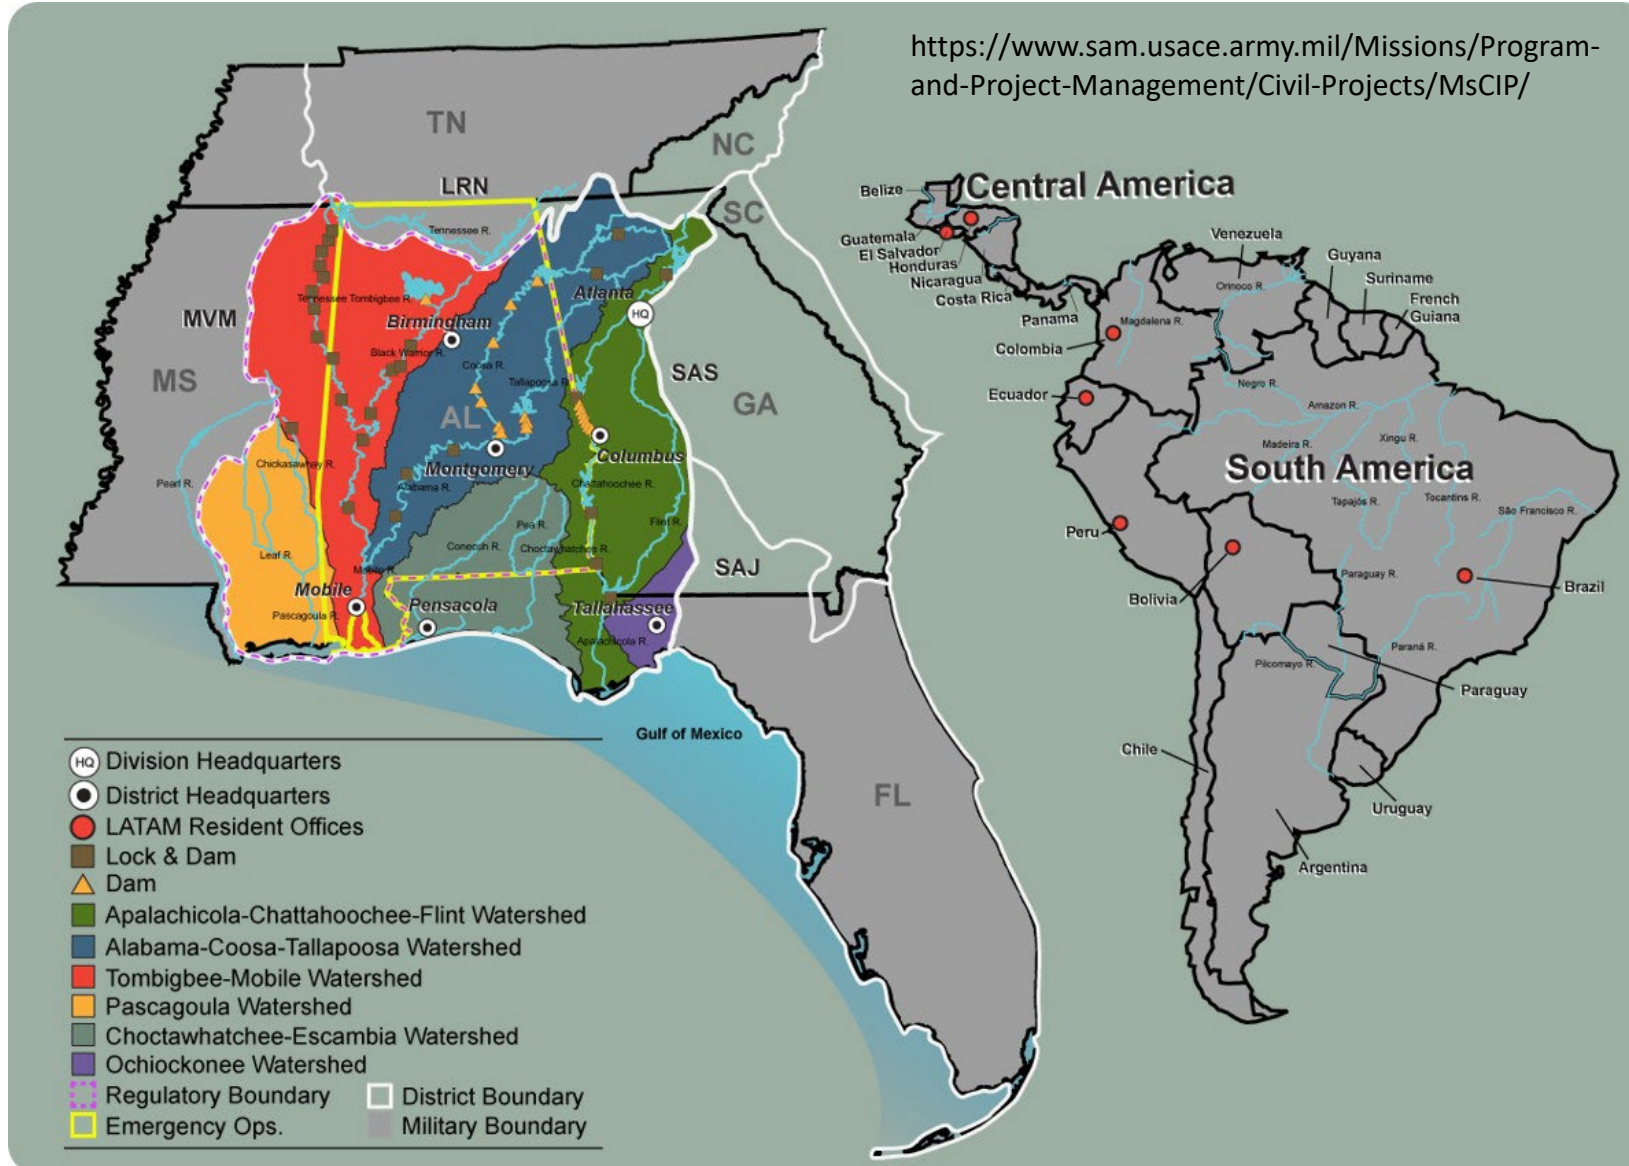 https://www.sam.usace.army.mil/Missions/Program-
and-Project-Management/Civil-Projects/MsCIP/
TN
NC
LRN
SC
Tennessee R.
Tennessee Tombigbee R.
Atlanta
HQ
MVM
Birmingham
Black Warrior R.
Coosa R.
Tallapoosa R.
SAS
MS
AL
GA
Montgomery
Columbus
Chickasawhay R.
Pearl R.
Alabama R.
Chattahoochee R.
Pea R.
Flint R.
Conecuh R.
Choctawhatchee R.
Leaf R.
Mobile R.
SAJ
Mobile
Pensacola
Tallahassee
Pascagoula R.
Apalachicola R.
Gulf of Mexico
FL
Central America
Belize
Guatemala
El Salvador
Honduras
Nicaragua
Costa Rica
Panama
Venezuela
Guyana
Suriname
French
Guiana
Orinoco R.
Magdalena R.
Colombia
Ecuador
Negro R.
Amazon R.
Madeira R.
Xingu R.
South America
Tapajós R.
Tocantins R.
São Francisco R.
Peru
Paraguay R.
Bolivia
Brazil
Paraná R.
Pilcomayo R.
Paraguay
Chile
Uruguay
Argentina
HQ Division Headquarters
District Headquarters
LATAM Resident Offices
Lock & Dam
Dam
Apalachicola-Chattahoochee-Flint Watershed
Alabama-Coosa-Tallapoosa Watershed
Tombigbee-Mobile Watershed
Pascagoula Watershed
Choctawhatchee-Escambia Watershed
Ochiockonee Watershed
Regulatory Boundary
District Boundary
Emergency Ops.
Military Boundary